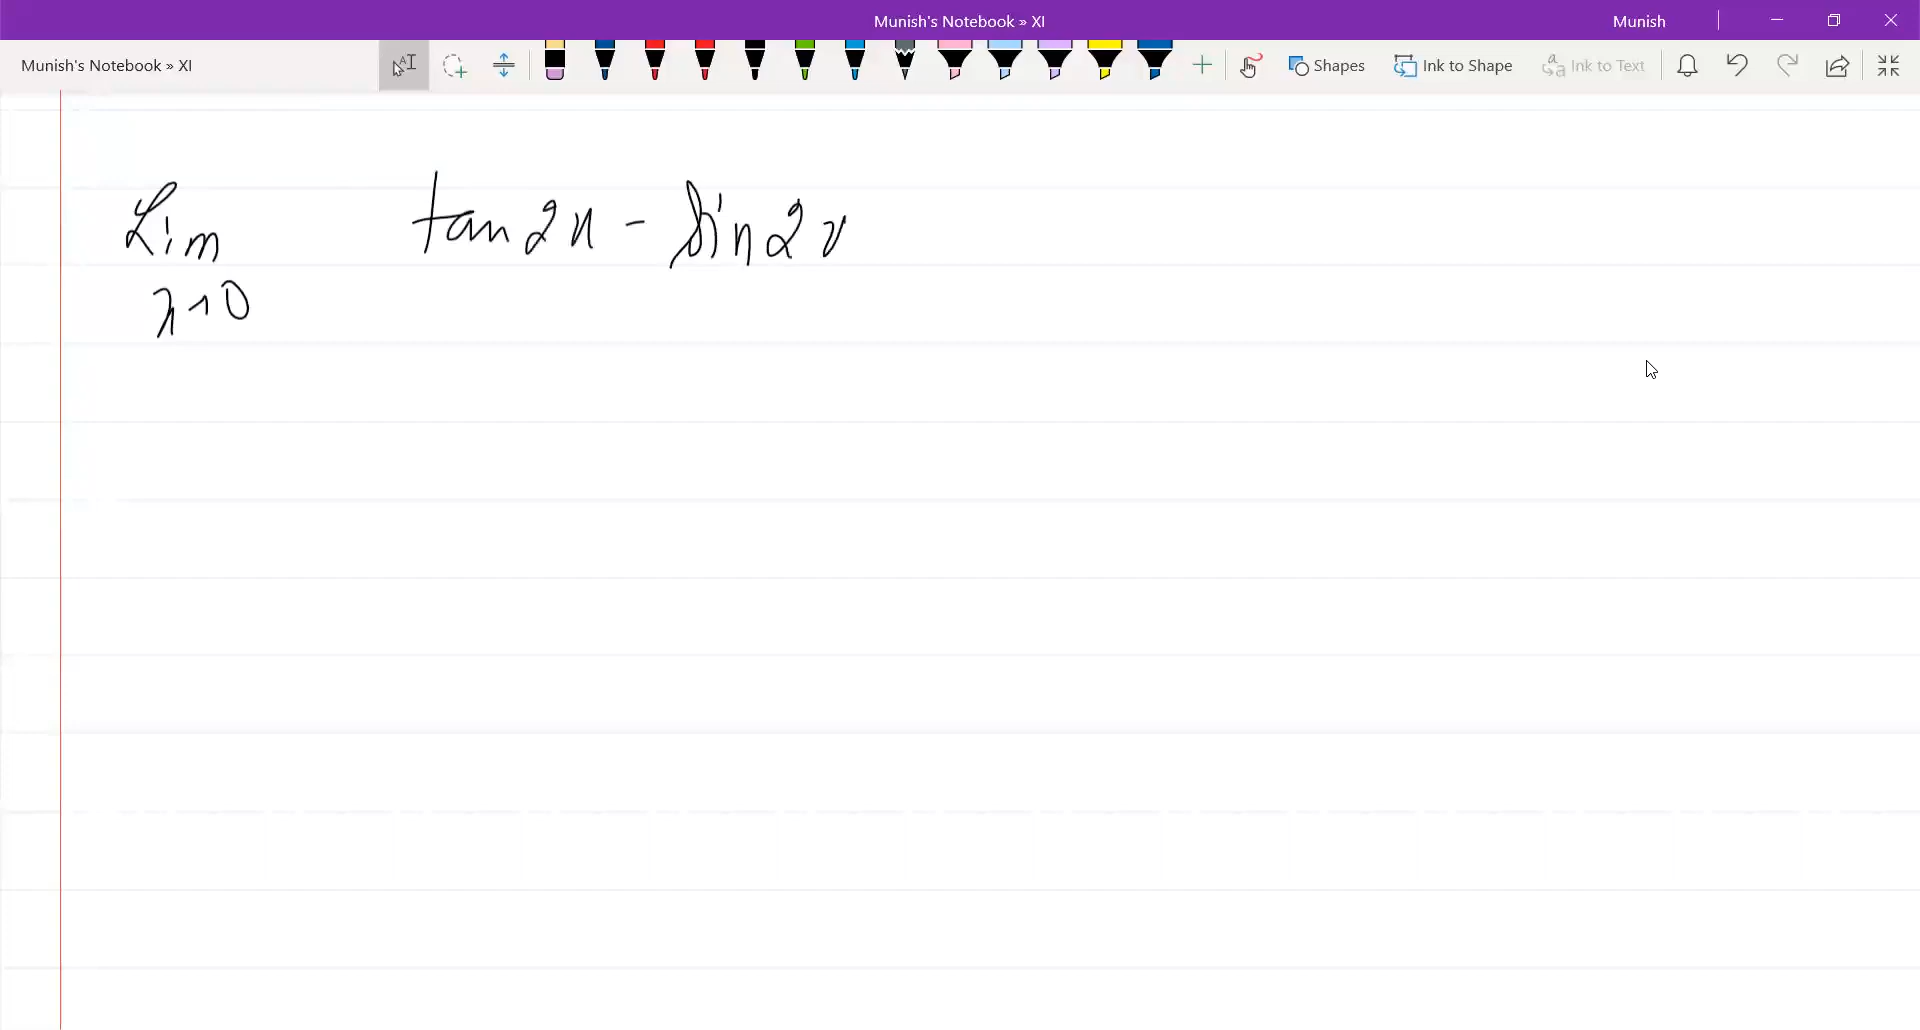 Munish's Notebook » XI
Munish
Munish's Notebook » XI
Shapes
Ink to Shape
Ink to Text
Lim tan 2x - Sin 2x
x→0